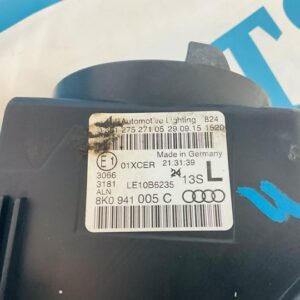 Automotive Lighting 824
275 271 05 29.09.15 1520
Made in Germany
E1 01XCER 21:31:39
3066 24 13S L
3181 LE10B6235
ALN
8K0 941 005 C